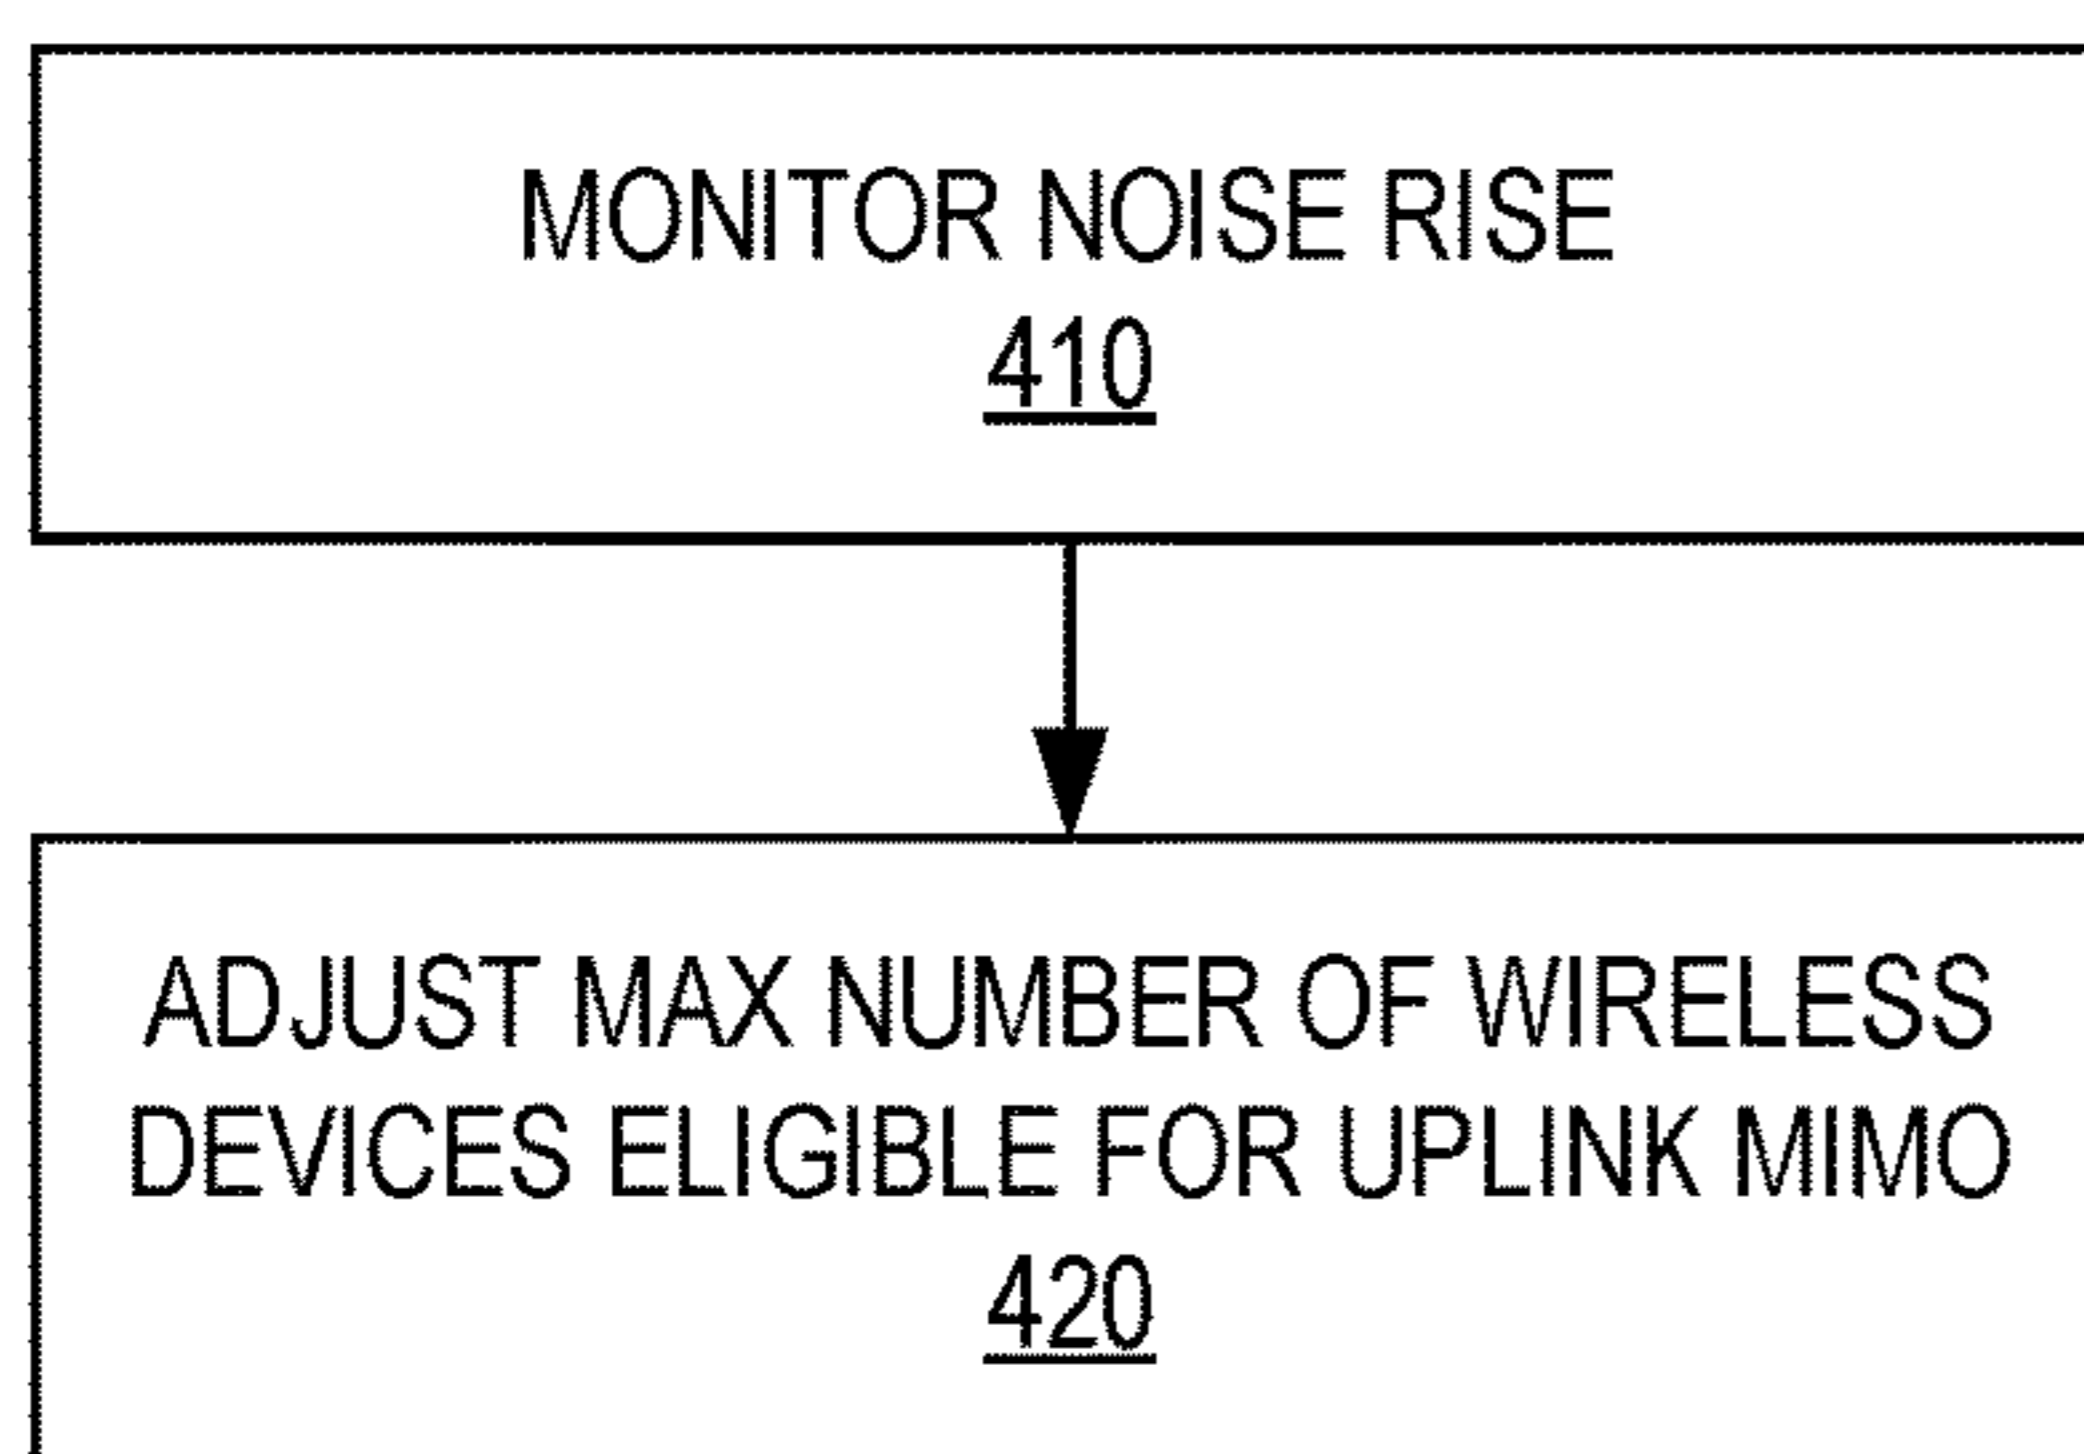 MONITOR NOISE RISE
410
ADJUST MAX NUMBER OF WIRELESS
DEVICES ELIGIBLE FOR UPLINK MIMO
420